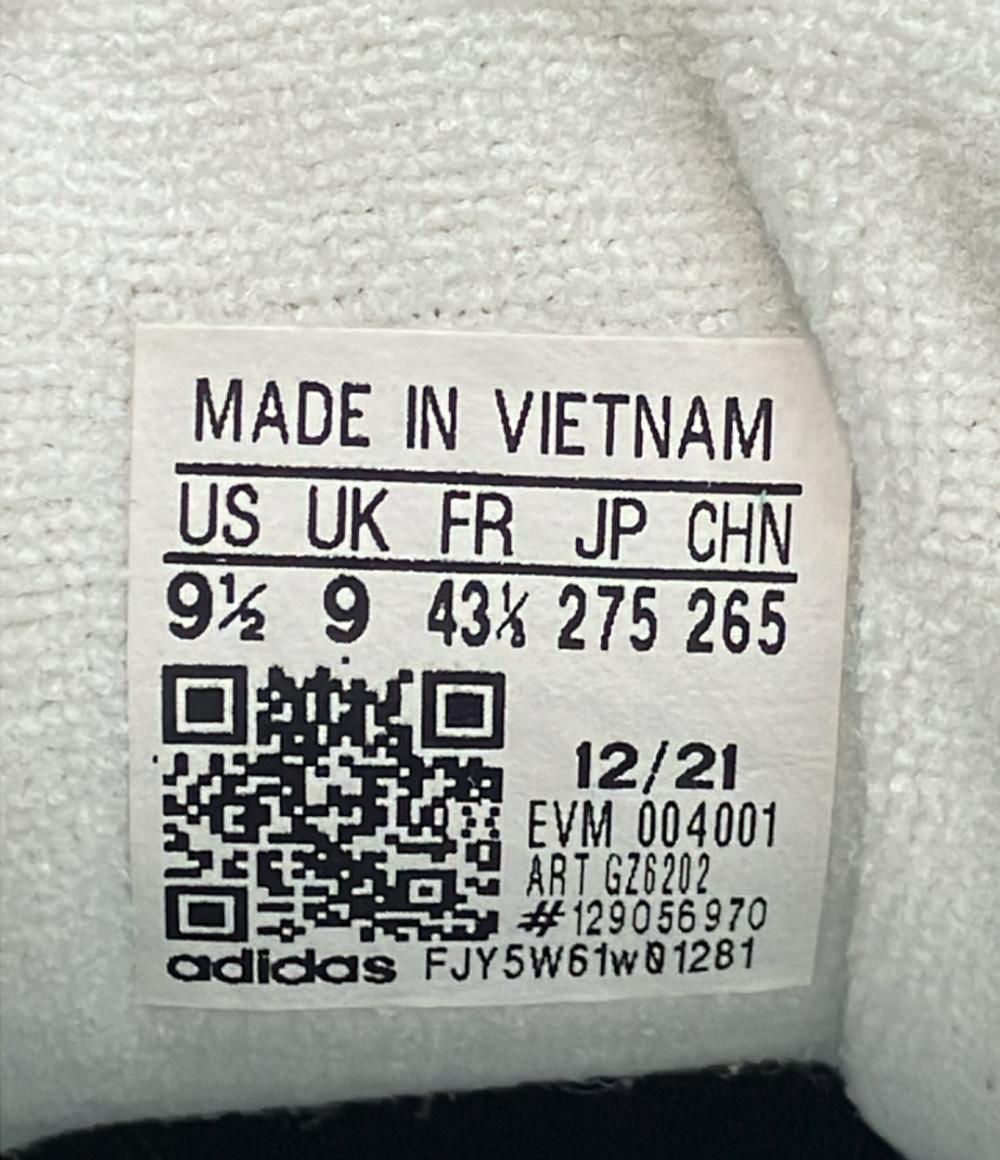 MADE IN VIETNAM
US UK FR JP CHN
9½ 9 43⅓ 275 265
12/21
EVM 004001
ART GZ6202
#129056970
adidas FJY5W61w01281